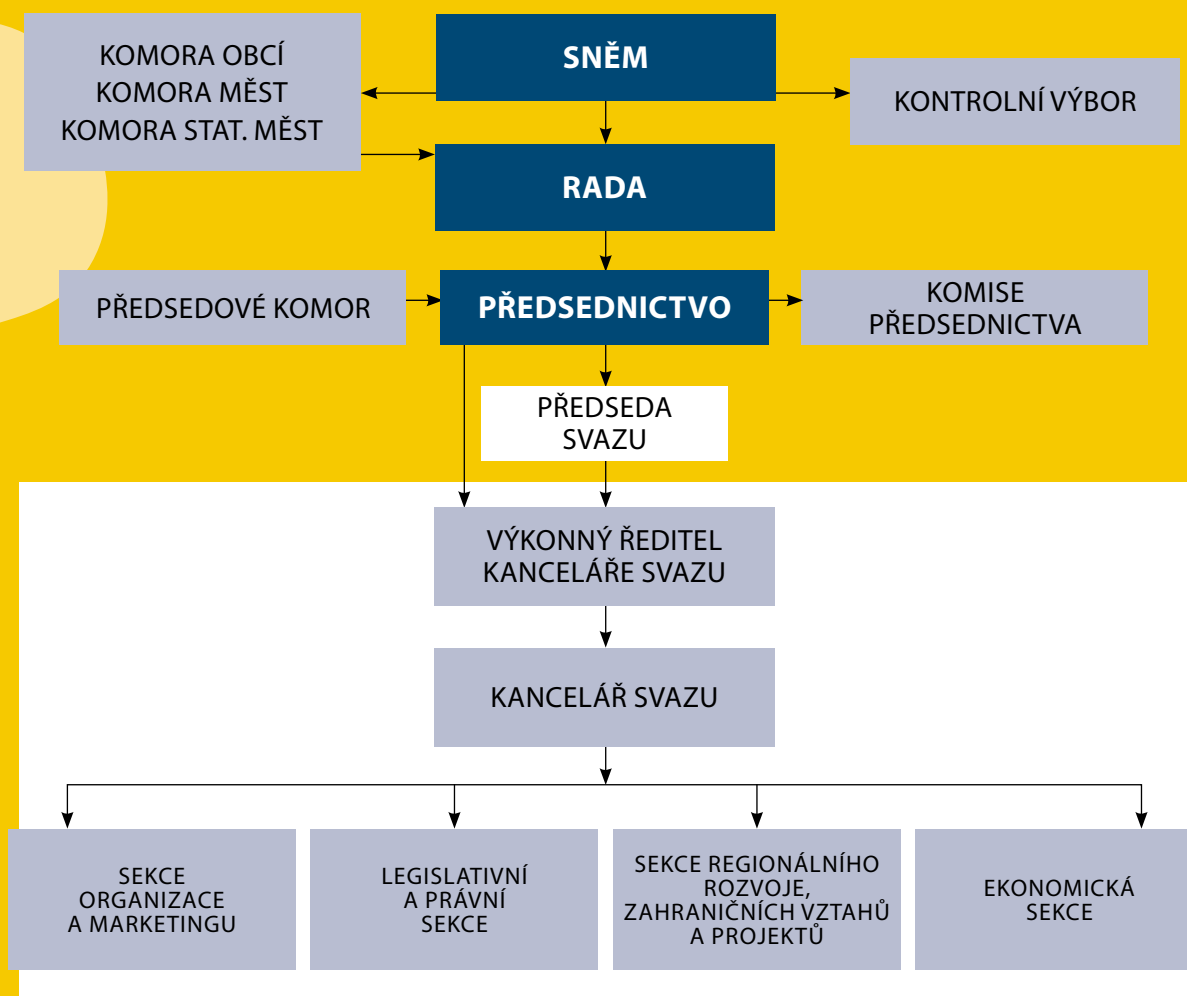 KOMORA OBCÍ
KOMORA MĚST
KOMORA STAT. MĚST
SNĚM
KONTROLNÍ VÝBOR
RADA
PŘEDSEDOVÉ KOMOR
PŘEDSEDNICTVO
KOMISE
PŘEDSEDNICTVA
PŘEDSEDA
SVAZU
VÝKONNÝ ŘEDITEL
KANCELÁŘE SVAZU
KANCELÁŘ SVAZU
SEKCE
ORGANIZACE
A MARKETINGU
LEGISLATIVNÍ
A PRÁVNÍ
SEKCE
SEKCE REGIONÁLNÍHO
ROZVOJE,
ZAHRANIČNÍCH VZTAHŮ
A PROJEKTŮ
EKONOMICKÁ
SEKCE